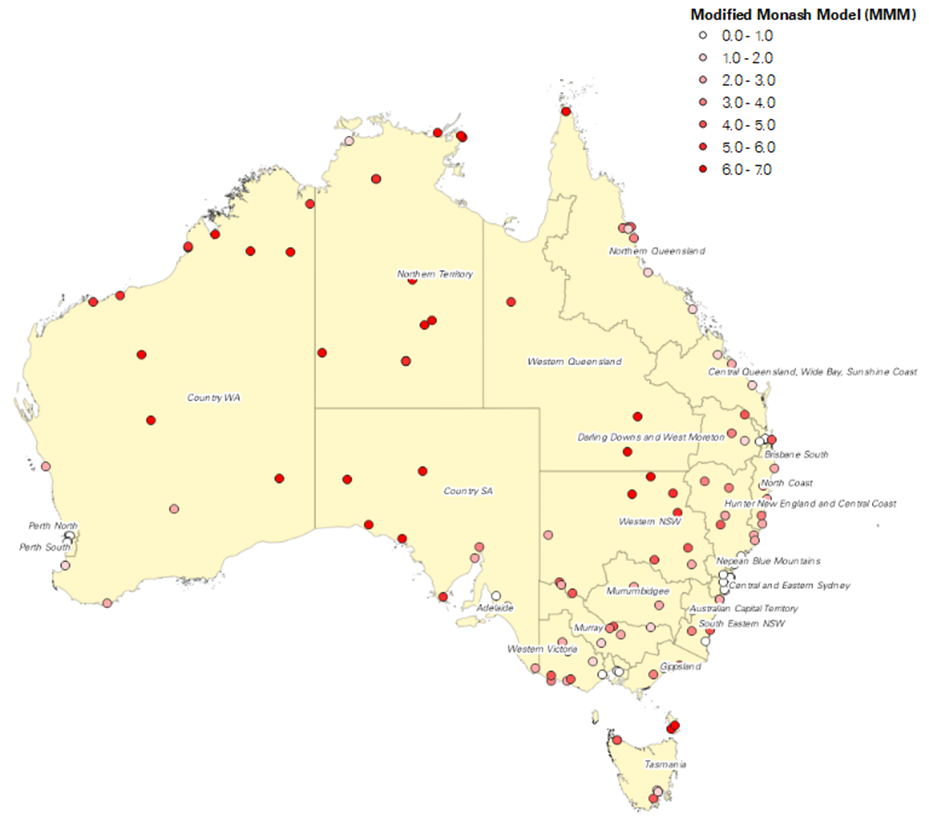 Modified Monash Model (MMM)
0.0 - 1.0
1.0 - 2.0
2.0 - 3.0
3.0 - 4.0
4.0 - 5.0
5.0 - 6.0
6.0 - 7.0
Northern Queensland
Northern Territory
Western Queensland
Central Queensland, Wide Bay, Sunshine Coast
Country WA
Darling Downs and West Moreton
Brisbane South
North Coast
Country SA
Hunter New England and Central Coast
Western NSW
Perth North
Perth South
Nepean Blue Mountains
Central and Eastern Sydney
Murrumbidgee
Adelaide
Australian Capital Territory
South Eastern NSW
Murray
Western Victoria
Gippsland
Tasmania